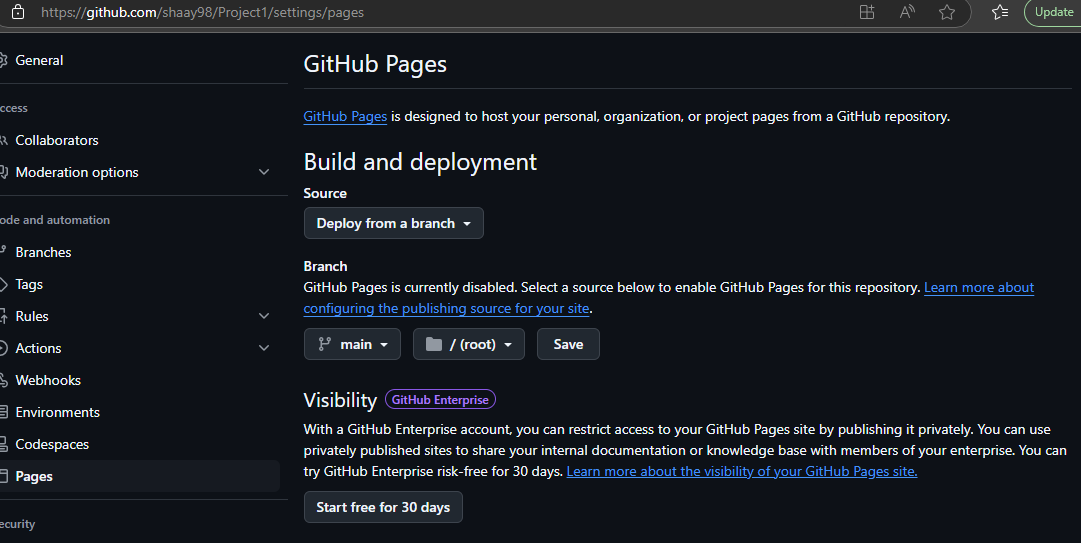 https://github.com/shaay98/Project1/settings/pages
Update
General
ccess
Collaborators
Moderation options
ode and automation
Branches
Tags
Rules
Actions
Webhooks
Environments
Codespaces
Pages
ecurity
GitHub Pages
GitHub Pages is designed to host your personal, organization, or project pages from a GitHub repository.
Build and deployment
Source
Deploy from a branch
Branch
GitHub Pages is currently disabled. Select a source below to enable GitHub Pages for this repository. Learn more about
configuring the publishing source for your site.
main / (root) Save
Visibility GitHub Enterprise
With a GitHub Enterprise account, you can restrict access to your GitHub Pages site by publishing it privately. You can use
privately published sites to share your internal documentation or knowledge base with members of your enterprise. You can
try GitHub Enterprise risk-free for 30 days. Learn more about the visibility of your GitHub Pages site.
Start free for 30 days